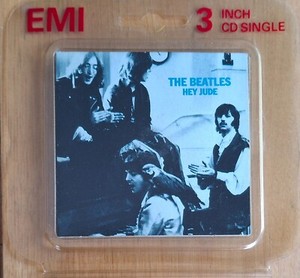 EMI
3 INCH
CD SINGLE
THE BEATLES
HEY JUDE